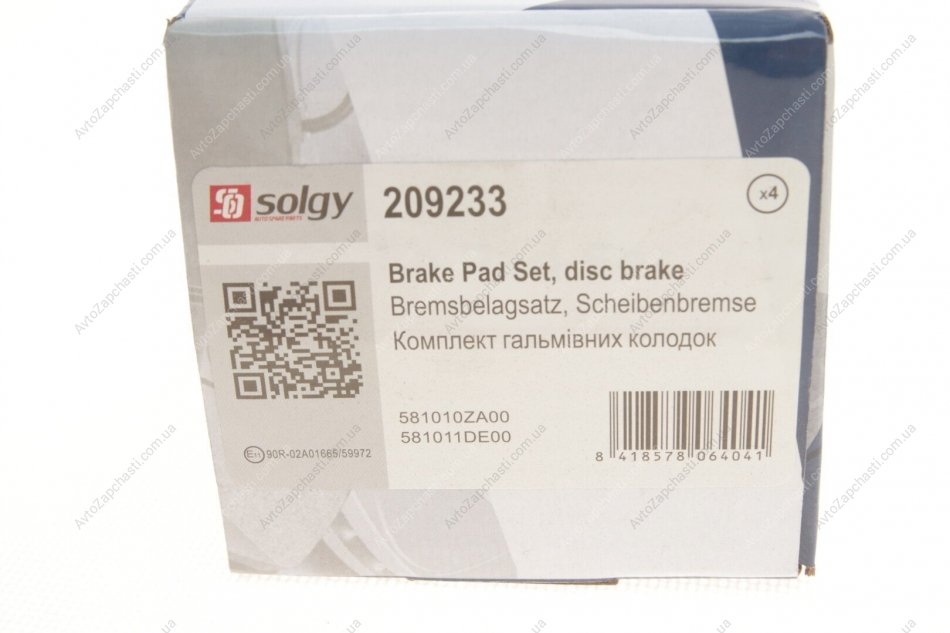 solgy
AUTO SPARE PARTS
209233
x4
Brake Pad Set, disc brake
Bremsbelagsatz, Scheibenbremse
Комплект гальмівних колодок
581010ZA00
581011DE00
E11 90R-02A01665/59972
8 418578 064041
AvtoZapchasti.com.ua